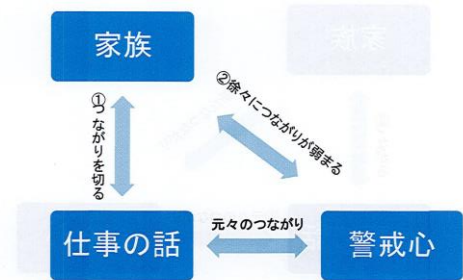 家族
①つながりを切る
②徐々につながりが弱まる
元々のつながり
仕事の話
警戒心